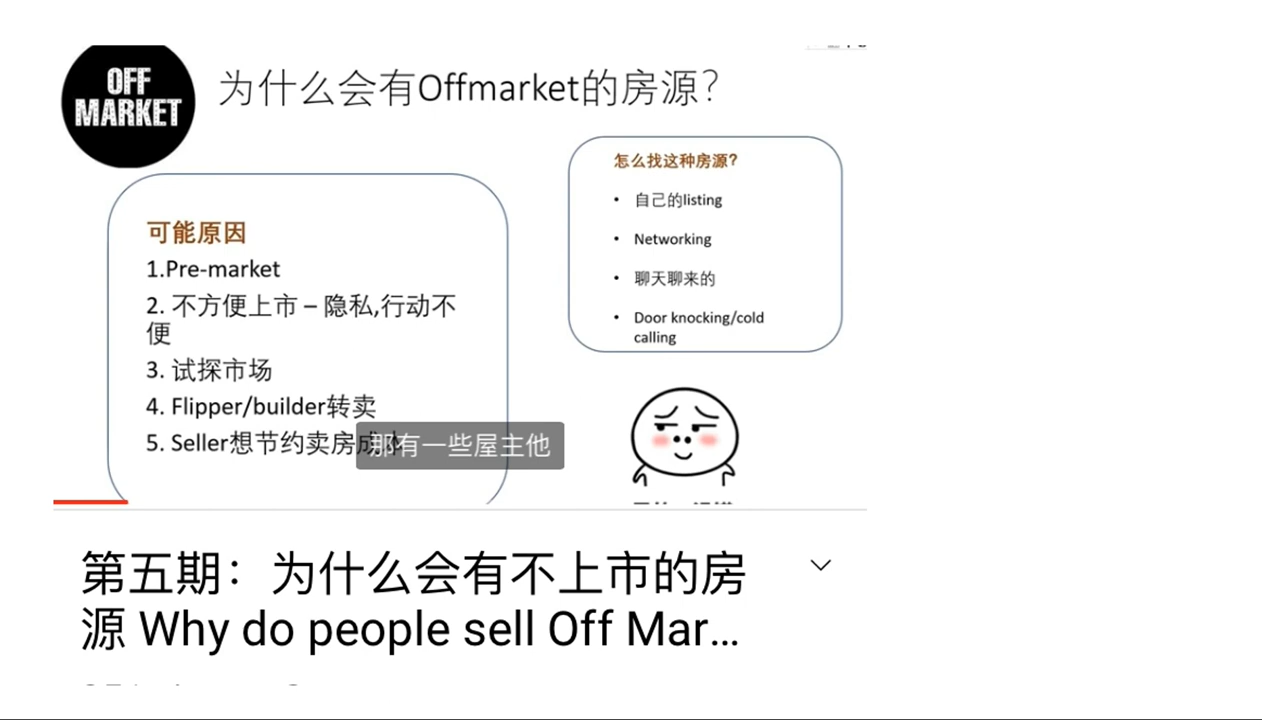 OFF
MARKET
为什么会有Offmarket的房源?
可能原因
1.Pre-market
2. 不方便上市 – 隐私,行动不
便
3. 试探市场
4. Flipper/builder转卖
5. Seller想节约卖房成本
那有一些屋主他
怎么找这种房源?
• 自己的listing
• Networking
• 聊天聊来的
• Door knocking/cold
calling
第五期：为什么会有不上市的房
源 Why do people sell Off Mar...